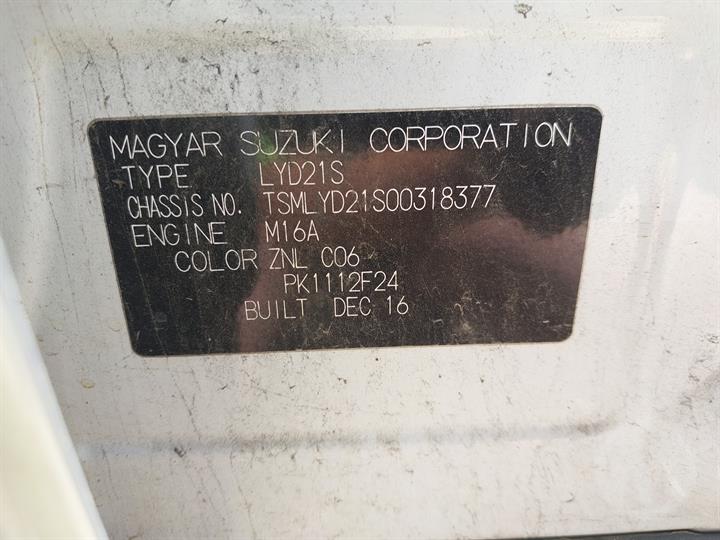 MAGYAR SUZUKI CORPORATION
TYPE LYD21S
CHASSIS NO. TSMLYD21S00318377
ENGINE M16A
COLOR ZNL C06
PK1112F24
BUILT DEC 16